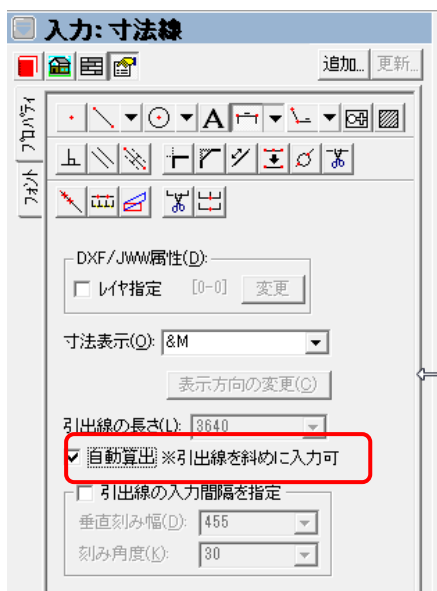 入力: 寸法線
追加... 更新...
プロパティ
フォント
A
DXF/JWW属性(D):
レイヤ指定 [0-0] 変更
寸法表示(O): &M
表示方向の変更(C)
引出線の長さ(L): 3640
自動算出 ※引出線を斜めに入力可
引出線の入力間隔を指定
垂直刻み幅(D): 455
刻み角度(K): 30